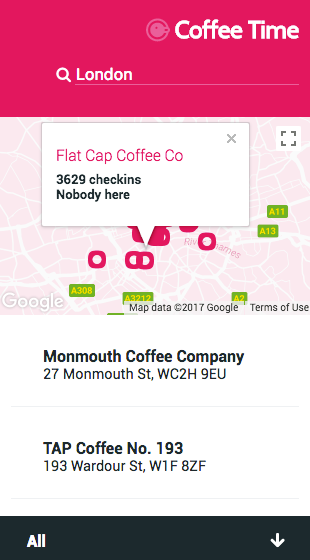 Coffee Time
London
Flat Cap Coffee Co
3629 checkins
Nobody here
A11
A13
River Thames
A308
A3212
A2
Google
Map data ©2017 Google
Terms of Use
Monmouth Coffee Company
27 Monmouth St, WC2H 9EU
TAP Coffee No. 193
193 Wardour St, W1F 8ZF
All